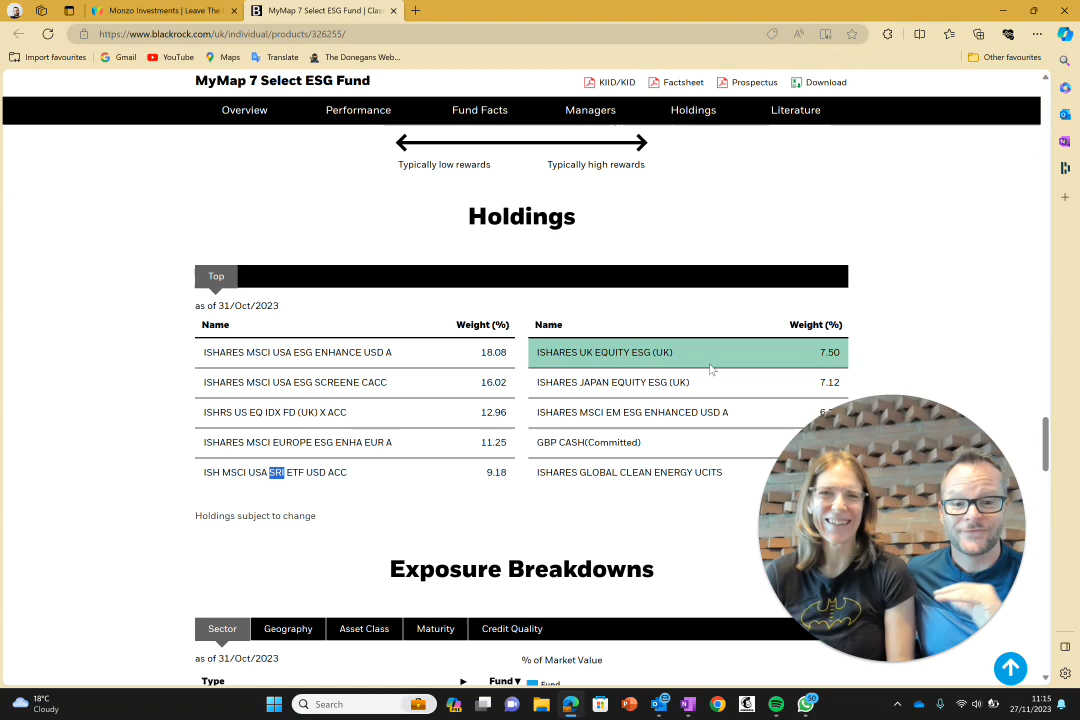 Monzo Investments | Leave The
MyMap 7 Select ESG Fund | Clas
https://www.blackrock.com/uk/individual/products/326255/
Import favourites
Gmail
YouTube
Maps
Translate
The Donegans Web...
Other favourites
MyMap 7 Select ESG Fund
KIID/KID
Factsheet
Prospectus
Download
Overview
Performance
Fund Facts
Managers
Holdings
Literature
Typically low rewards
Typically high rewards
Holdings
Top
as of 31/Oct/2023
Name Weight (%)
ISHARES MSCI USA ESG ENHANCE USD A 18.08
ISHARES MSCI USA ESG SCREENE CACC 16.02
ISHRS US EQ IDX FD (UK) X ACC 12.96
ISHARES MSCI EUROPE ESG ENHA EUR A 11.25
ISH MSCI USA SRI ETF USD ACC 9.18
Name Weight (%)
ISHARES UK EQUITY ESG (UK) 7.50
ISHARES JAPAN EQUITY ESG (UK) 7.12
ISHARES MSCI EM ESG ENHANCED USD A
GBP CASH(Committed)
ISHARES GLOBAL CLEAN ENERGY UCITS
Holdings subject to change
Exposure Breakdowns
Sector
Geography
Asset Class
Maturity
Credit Quality
as of 31/Oct/2023
% of Market Value
Type
Fund
Fund
18°C
Cloudy
Search
50
11:15
27/11/2023